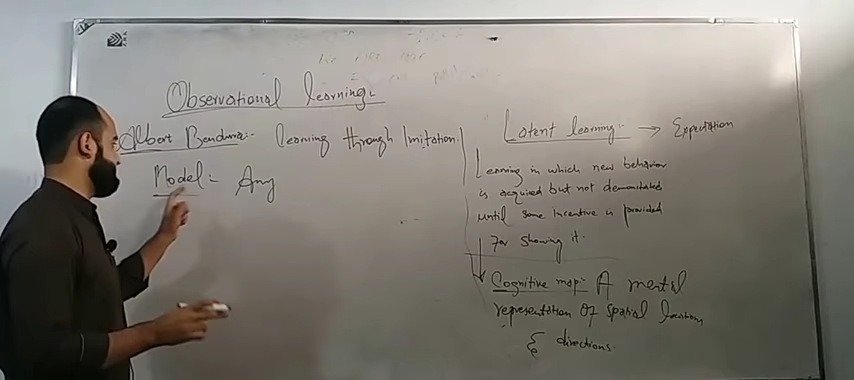 Observational learning:
Albert Bandura:- learning through Imitation
Model:- Any
Latent learning:- → Expectation
Learning in which new behavior
is acquired but not demonstrated
until some incentive is provided
for showing it.
Cognitive map:- A mental
representation of spatial locations
& directions.